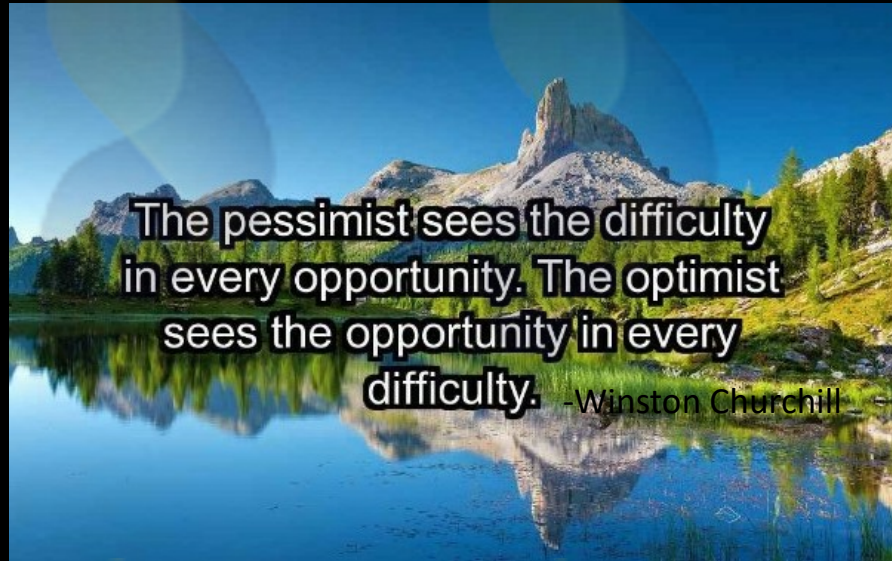 The pessimist sees the difficulty
in every opportunity. The optimist
sees the opportunity in every
difficulty. -Winston Churchill